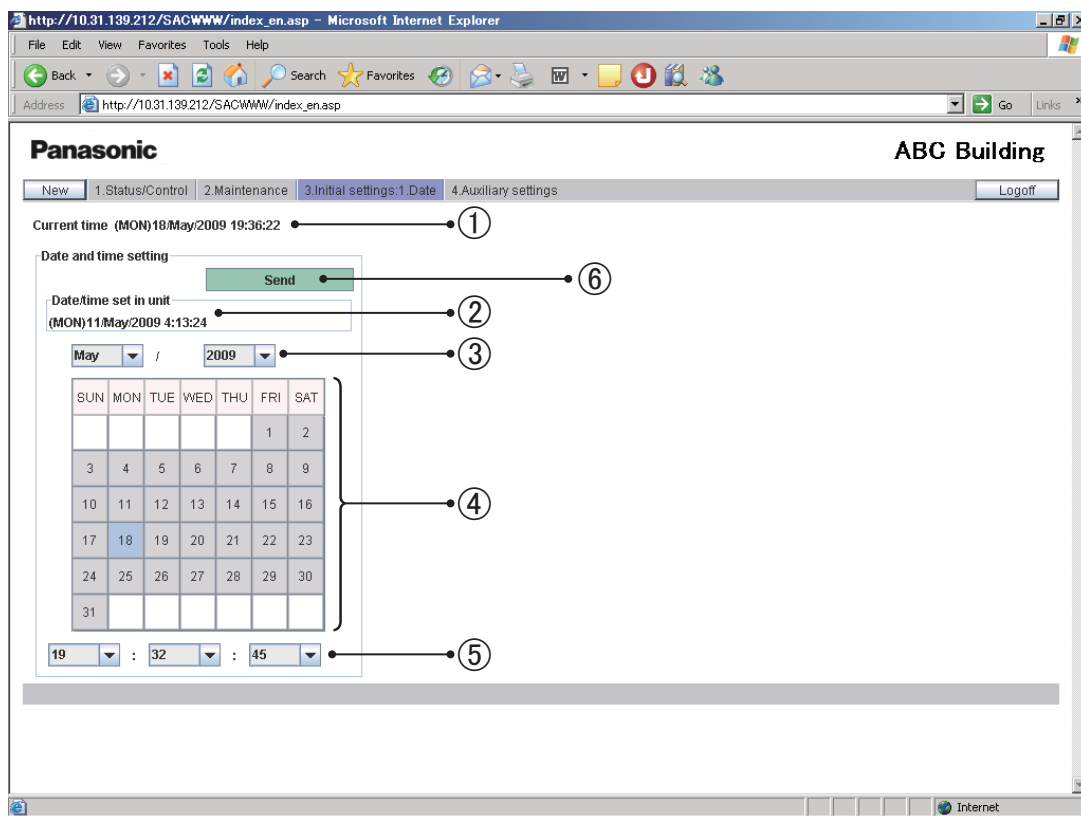 http://10.31.139.212/SACWWW/index_en.asp - Microsoft Internet Explorer
File Edit View Favorites Tools Help
Back Search Favorites
Address http://10.31.139.212/SACWWW/index_en.asp Go Links
Panasonic ABC Building
New 1.Status/Control 2.Maintenance 3.Initial settings:1.Date 4.Auxiliary settings Logoff
Current time (MON)18/May/2009 19:36:22 ①
Date and time setting
Send ⑥
Date/time set in unit
(MON)11/May/2009 4:13:24 ②
May / 2009 ③
SUN MON TUE WED THU FRI SAT
1 2
3 4 5 6 7 8 9
10 11 12 13 14 15 16 ④
17 18 19 20 21 22 23
24 25 26 27 28 29 30
31
19 : 32 : 45 ⑤
Internet